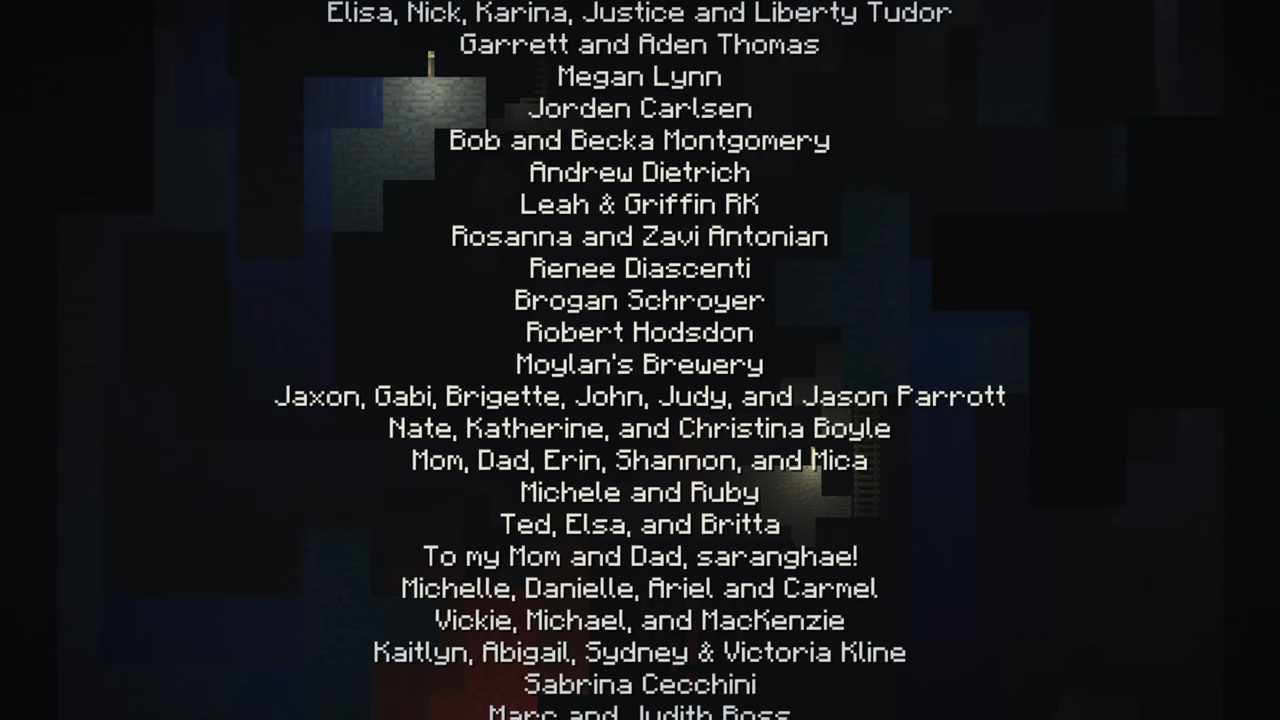 Elisa, Nick, Karina, Justice and Liberty Tudor
Garrett and Aden Thomas
Megan Lynn
Jorden Carlsen
Bob and Becka Montgomery
Andrew Dietrich
Leah & Griffin RK
Rosanna and Zavi Antonian
Renee Diascenti
Brogan Schroyer
Robert Hodsdon
Moylan's Brewery
Jaxon, Gabi, Brigette, John, Judy, and Jason Parrott
Nate, Katherine, and Christina Boyle
Mom, Dad, Erin, Shannon, and Mica
Michele and Ruby
Ted, Elsa, and Britta
To my Mom and Dad, saranghae!
Michelle, Danielle, Ariel and Carmel
Vickie, Michael, and MacKenzie
Kaitlyn, Abigail, Sydney & Victoria Kline
Sabrina Cecchini
Marc and Judith Ross